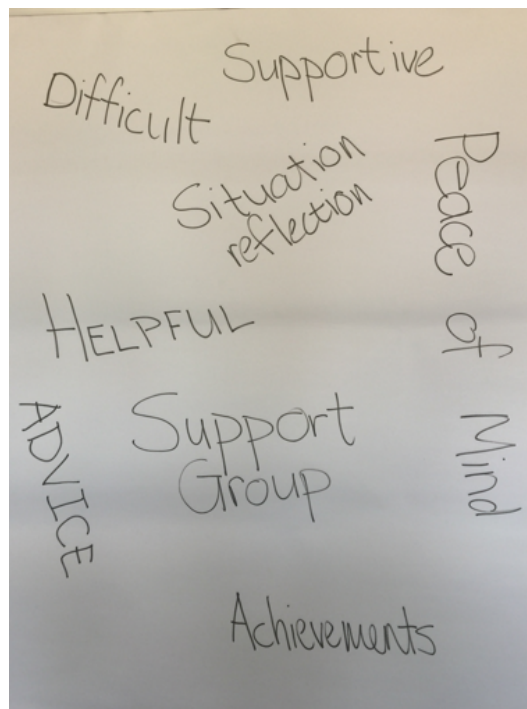 Supportive
Difficult
Situation
reflection
Peace of Mind
HELPFUL
ADVICE
Support
Group
Achievements